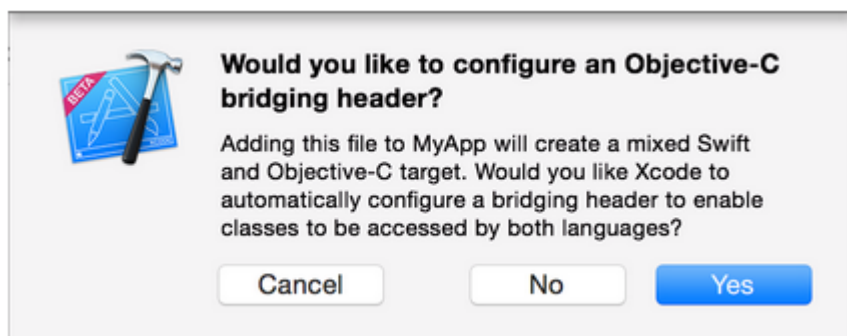 Would you like to configure an Objective-C
bridging header?
Adding this file to MyApp will create a mixed Swift
and Objective-C target. Would you like Xcode to
automatically configure a bridging header to enable
classes to be accessed by both languages?
BETA
XCODE
Cancel
No
Yes